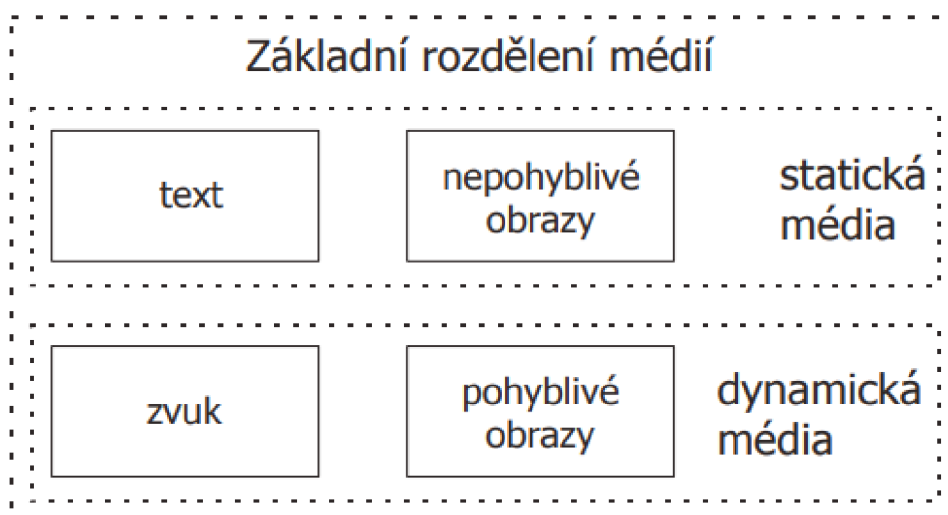 Základní rozdělení médií
text
nepohyblivé
obrazy
statická
média
zvuk
pohyblivé
obrazy
dynamická
média